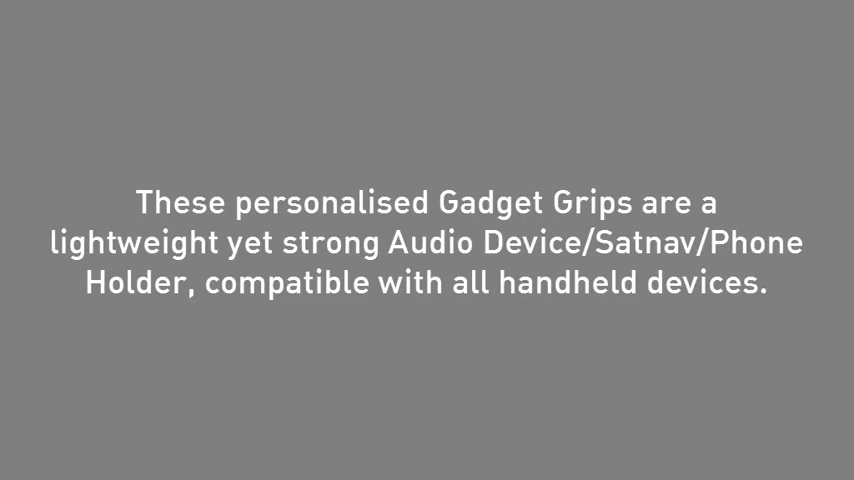 These personalised Gadget Grips are a
lightweight yet strong Audio Device/Satnav/Phone
Holder, compatible with all handheld devices.